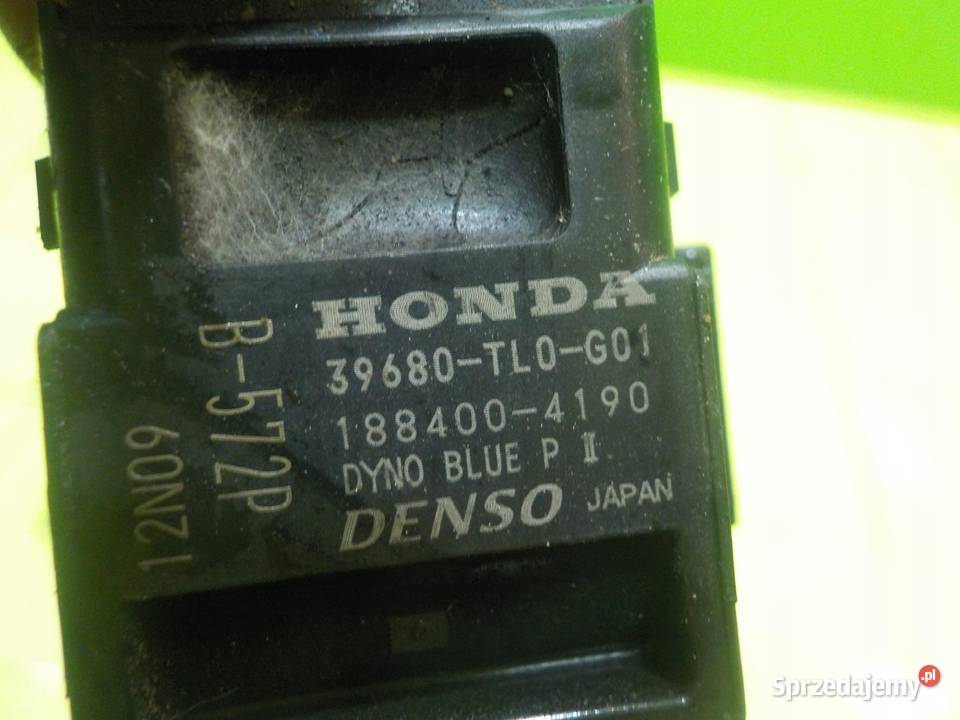 HONDA
39680-TL0-G01
188400-4190
DYNO BLUE P II
DENSO JAPAN
B-572P
12N09
Sprzedajemy.pl